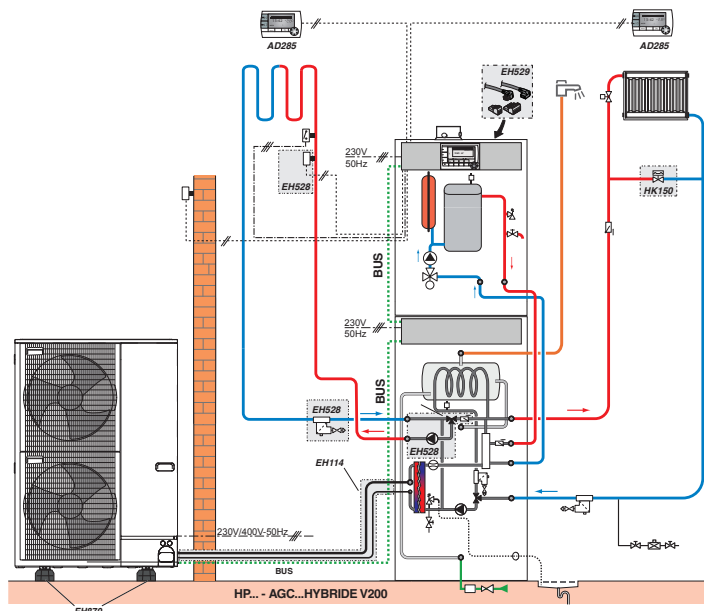 AD285
AD285
EH529
230V
50Hz
EH528
HK150
BUS
230V
50Hz
BUS
EH528
EH528
EH114
230V/400V-50Hz
BUS
HP... - AGC...HYBRIDE V200
EH879